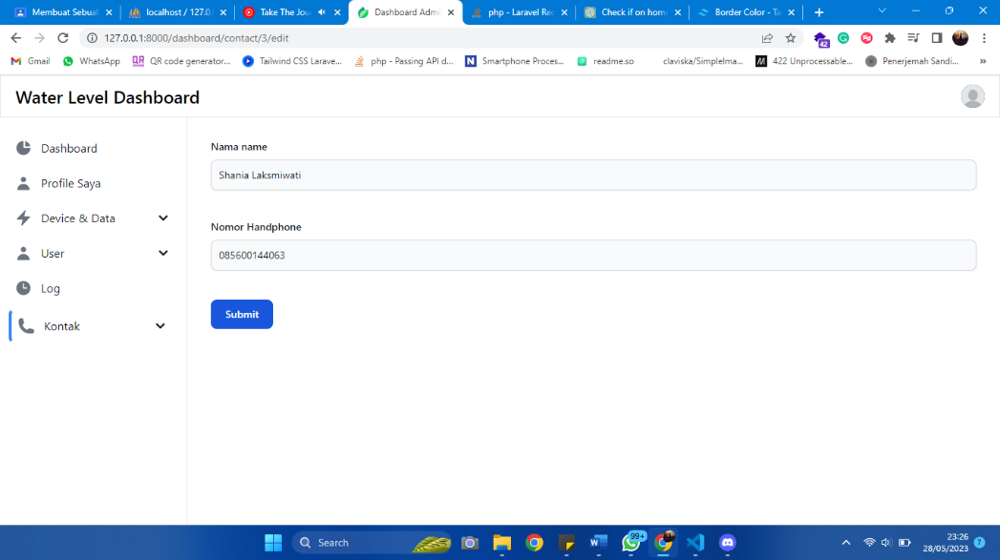 Membuat Sebual
localhost / 127.0.
Take The Jou
Dashboard Admi
php - Laravel Rec
Check if on hom
Border Color - Ta
127.0.0.1:8000/dashboard/contact/3/edit
42
Gmail
WhatsApp
QR code generator...
Tailwind CSS Larave...
php - Passing API d...
Smartphone Proces...
readme.so
claviska/SimpleIma...
422 Unprocessable...
Penerjemah Sandi...
»
Water Level Dashboard
Dashboard
Profile Saya
Device & Data
User
Log
Kontak
Nama name
Shania Laksmiwati
Nomor Handphone
085600144063
Submit
Search
99+
23:26
28/05/2023